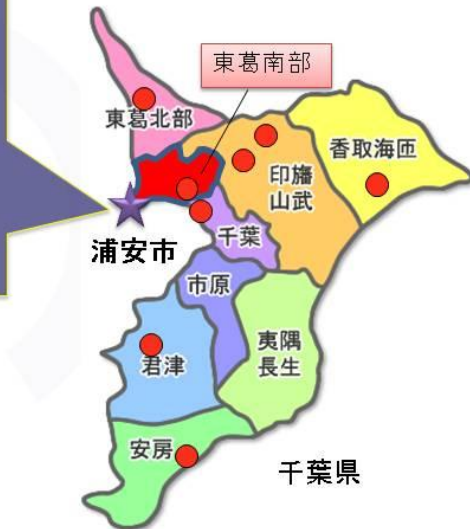 東葛南部
東葛北部
香取海匝
印旛
山武
浦安市
千葉
市原
夷隅
長生
君津
安房
千葉県